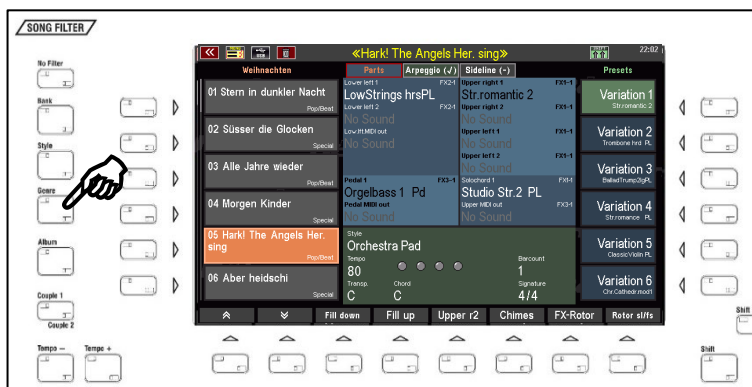 SONG FILTER
No Filter
Bank
Style
Genre
Album
Couple 1
Couple 2
Tempo –
Tempo +
«Hark! The Angels Her. sing»
22:02
Weihnachten
Parts
Arpeggio (√)
Sideline (-)
Presets
01 Stern in dunkler Nacht
Pop/Beat
02 Süsser die Glocken
Special
03 Alle Jahre wieder
Pop/Beat
04 Morgen Kinder
Special
05 Hark! The Angels Her.
sing
Pop/Beat
06 Aber heidschi
Special
Lower left 1 FX2-1
LowStrings hrsPL
Lower left 2 FX2-1
No Sound
Low.lft.MIDI out
No Sound
Upper right 1 FX1-1
Str.romantic 2
Upper right 2 FX1-1
No Sound
Upper left 1 FX1-1
No Sound
Upper left 2 FX1-1
No Sound
Pedal 1 FX3-1
Orgelbass 1 Pd
Pedal MIDI out
No Sound
Solochord 1 FX1-1
Studio Str.2 PL
Upper MIDI out FX3-1
No Sound
Style
Orchestra Pad
Tempo
80
Barcount
1
Transp.
C
Chord
C
Signature
4/4
Variation 1
Str.romantic 2
Variation 2
Trombone hrd PL
Variation 3
BalladTrump2lgPL
Variation 4
Str.romance PL
Variation 5
ClassicViolin PL
Variation 6
Chr.Cathedr.mod1
Fill down
Fill up
Upper r2
Chimes
FX-Rotor
Rotor sl/fs
Shift
Shift